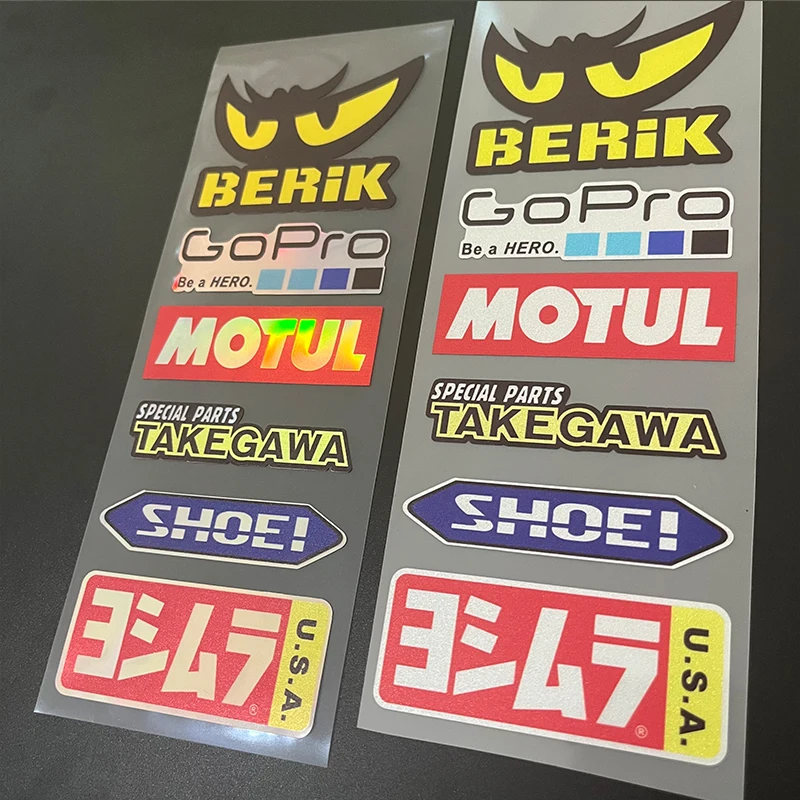 BERiK
GoPro
Be a HERO.
MOTUL
SPECIAL PARTS
TAKEGAWA
SHOEI
ヨシムラ
U.S.A.
®
BERiK
GoPro
Be a HERO.
MOTUL
SPECIAL PARTS
TAKEGAWA
SHOEI
ヨシムラ
U.S.A.
®